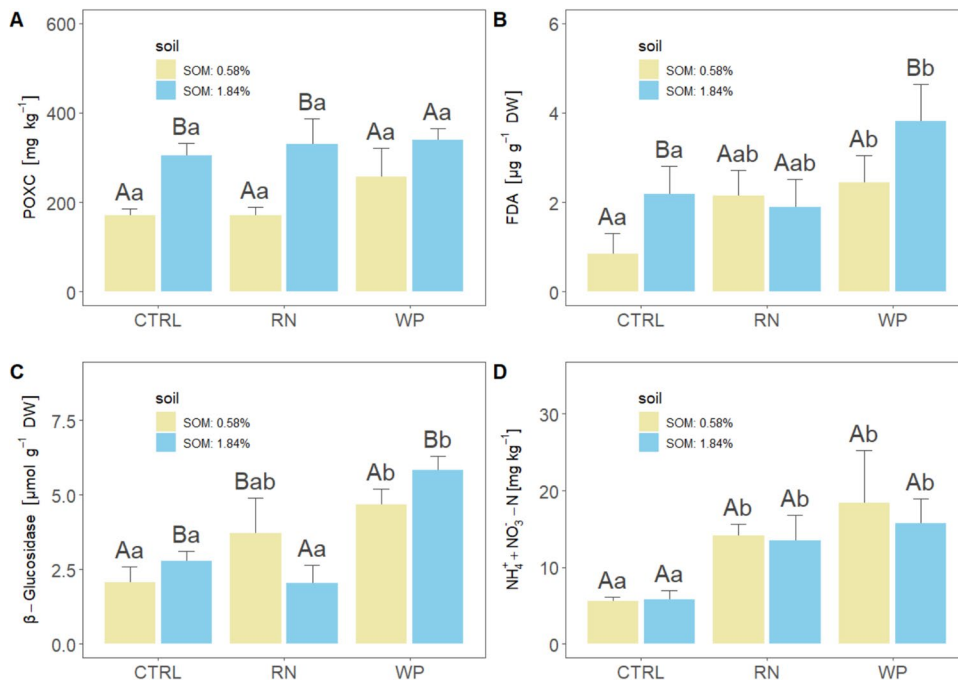 A
600
400
200
0
POXC [mg kg⁻¹]
soil
SOM: 0.58%
SOM: 1.84%
Aa
Ba
Aa
Ba
Aa
Aa
CTRL
RN
WP
B
6
4
2
0
FDA [µg g⁻¹ DW]
soil
SOM: 0.58%
SOM: 1.84%
Aa
Ba
Aab
Aab
Ab
Bb
CTRL
RN
WP
C
7.5
5.0
2.5
0.0
β – Glucosidase [µmol g⁻¹ DW]
soil
SOM: 0.58%
SOM: 1.84%
Aa
Ba
Bab
Aa
Ab
Bb
CTRL
RN
WP
D
30
20
10
0
NH₄⁺ + NO₃⁻ – N [mg kg⁻¹]
soil
SOM: 0.58%
SOM: 1.84%
Aa
Aa
Ab
Ab
Ab
Ab
CTRL
RN
WP